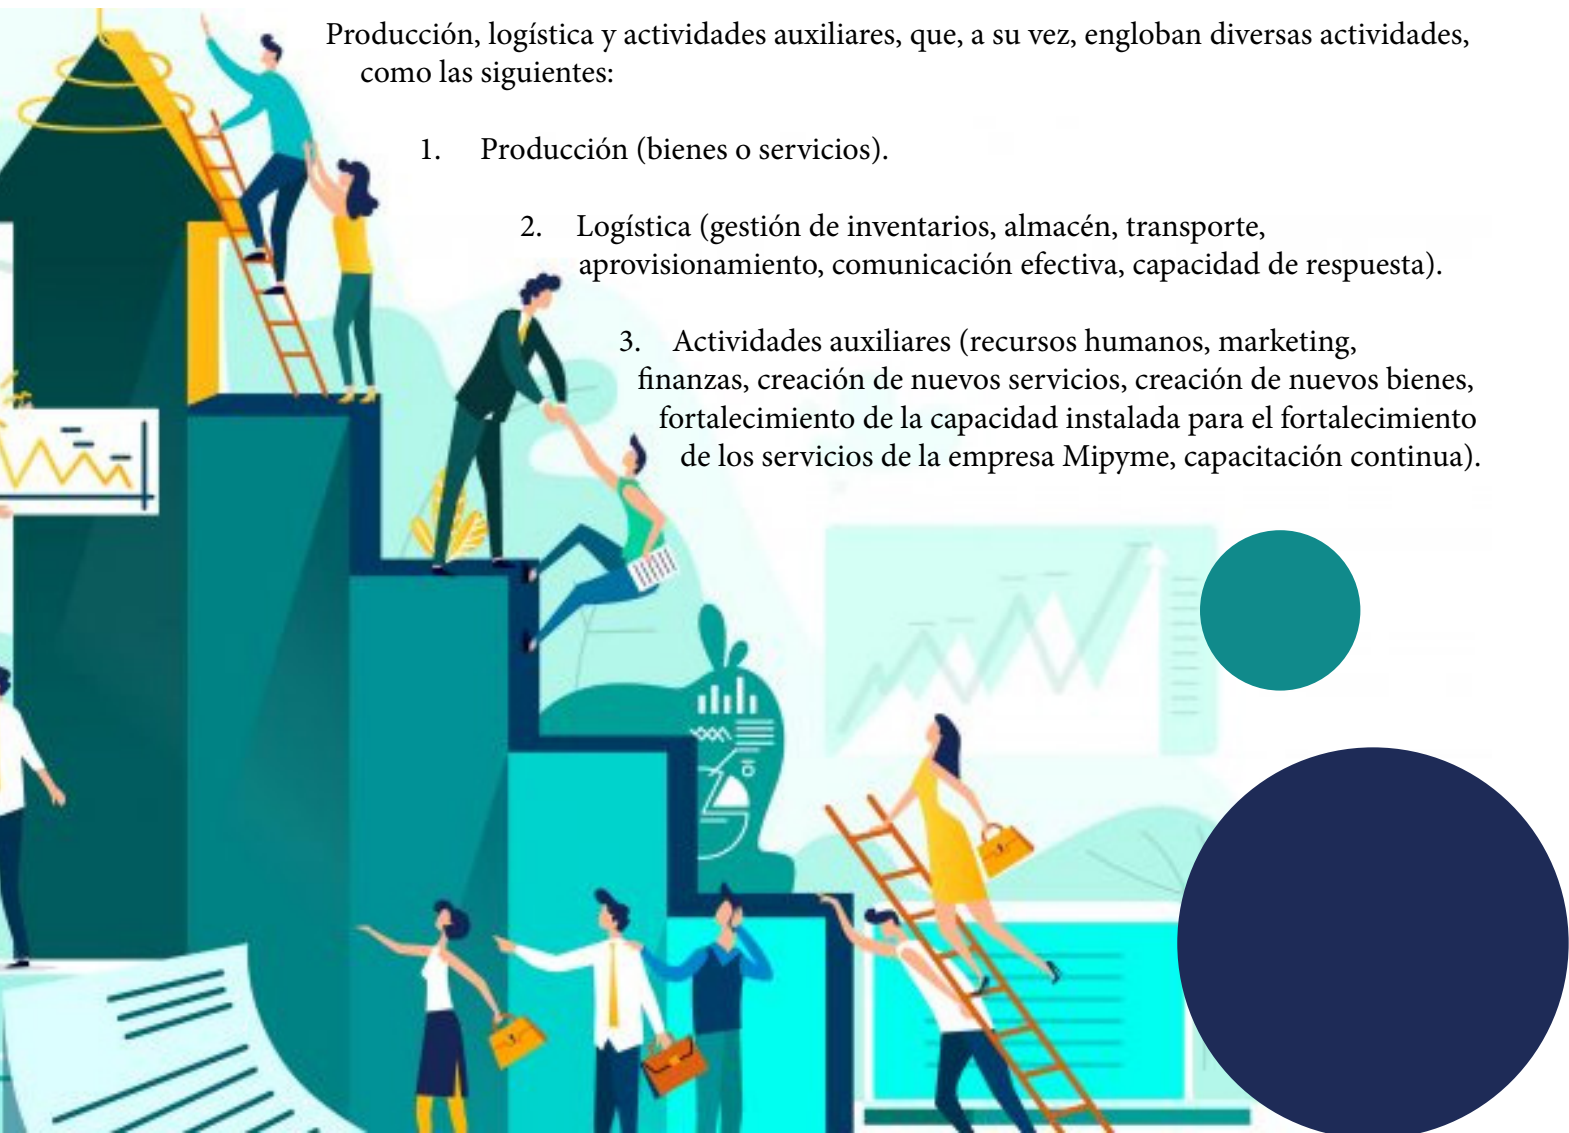 Producción, logística y actividades auxiliares, que, a su vez, engloban diversas actividades,
como las siguientes:
1. Producción (bienes o servicios).
2. Logística (gestión de inventarios, almacén, transporte,
aprovisionamiento, comunicación efectiva, capacidad de respuesta).
3. Actividades auxiliares (recursos humanos, marketing,
finanzas, creación de nuevos servicios, creación de nuevos bienes,
fortalecimiento de la capacidad instalada para el fortalecimiento
de los servicios de la empresa Mipyme, capacitación continua).